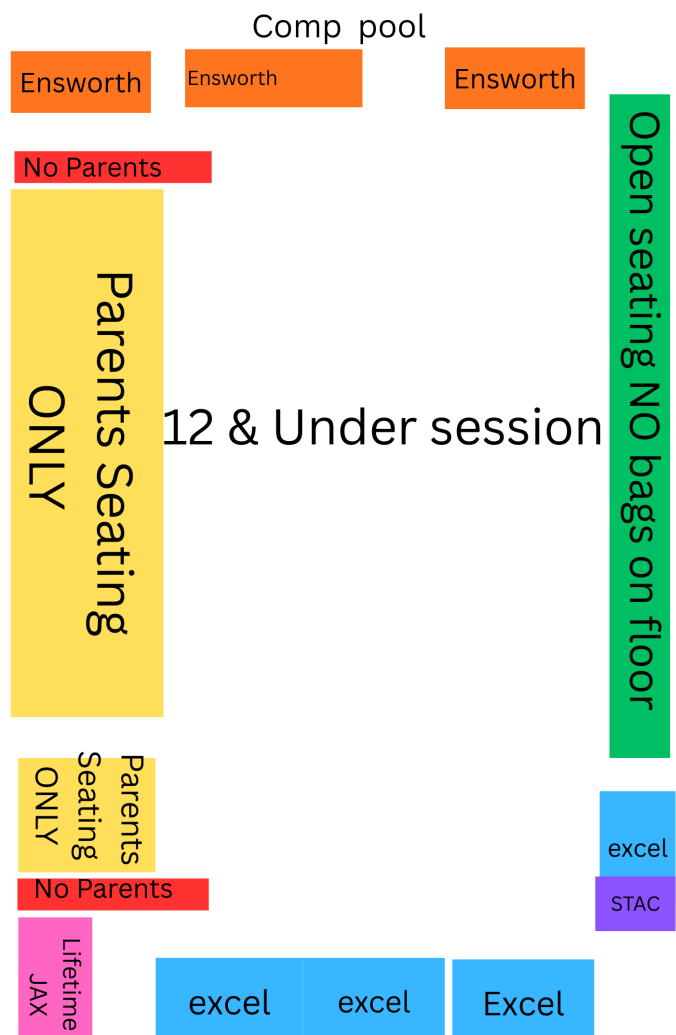 Comp pool
Ensworth
Ensworth
Ensworth
No Parents
Parents Seating
ONLY
12 & Under session
Open seating NO bags on floor
Parents
Seating
ONLY
No Parents
excel
STAC
Lifetime
JAX
excel
excel
Excel